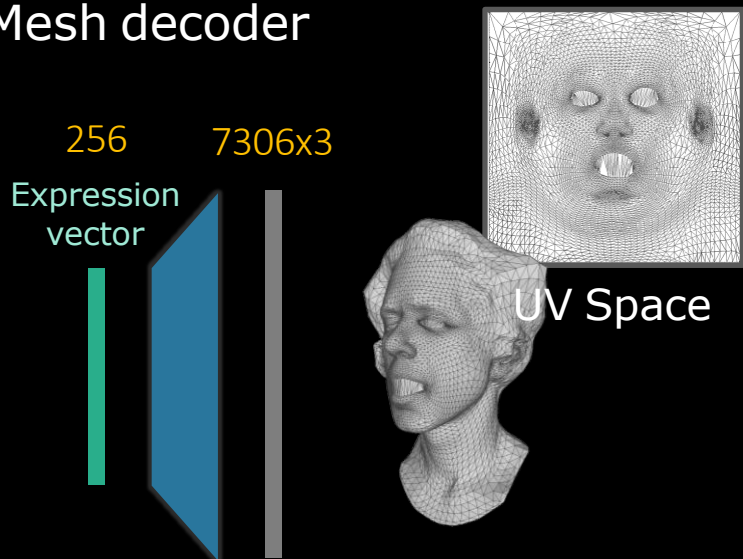 Mesh decoder
256
7306x3
Expression
vector
UV Space